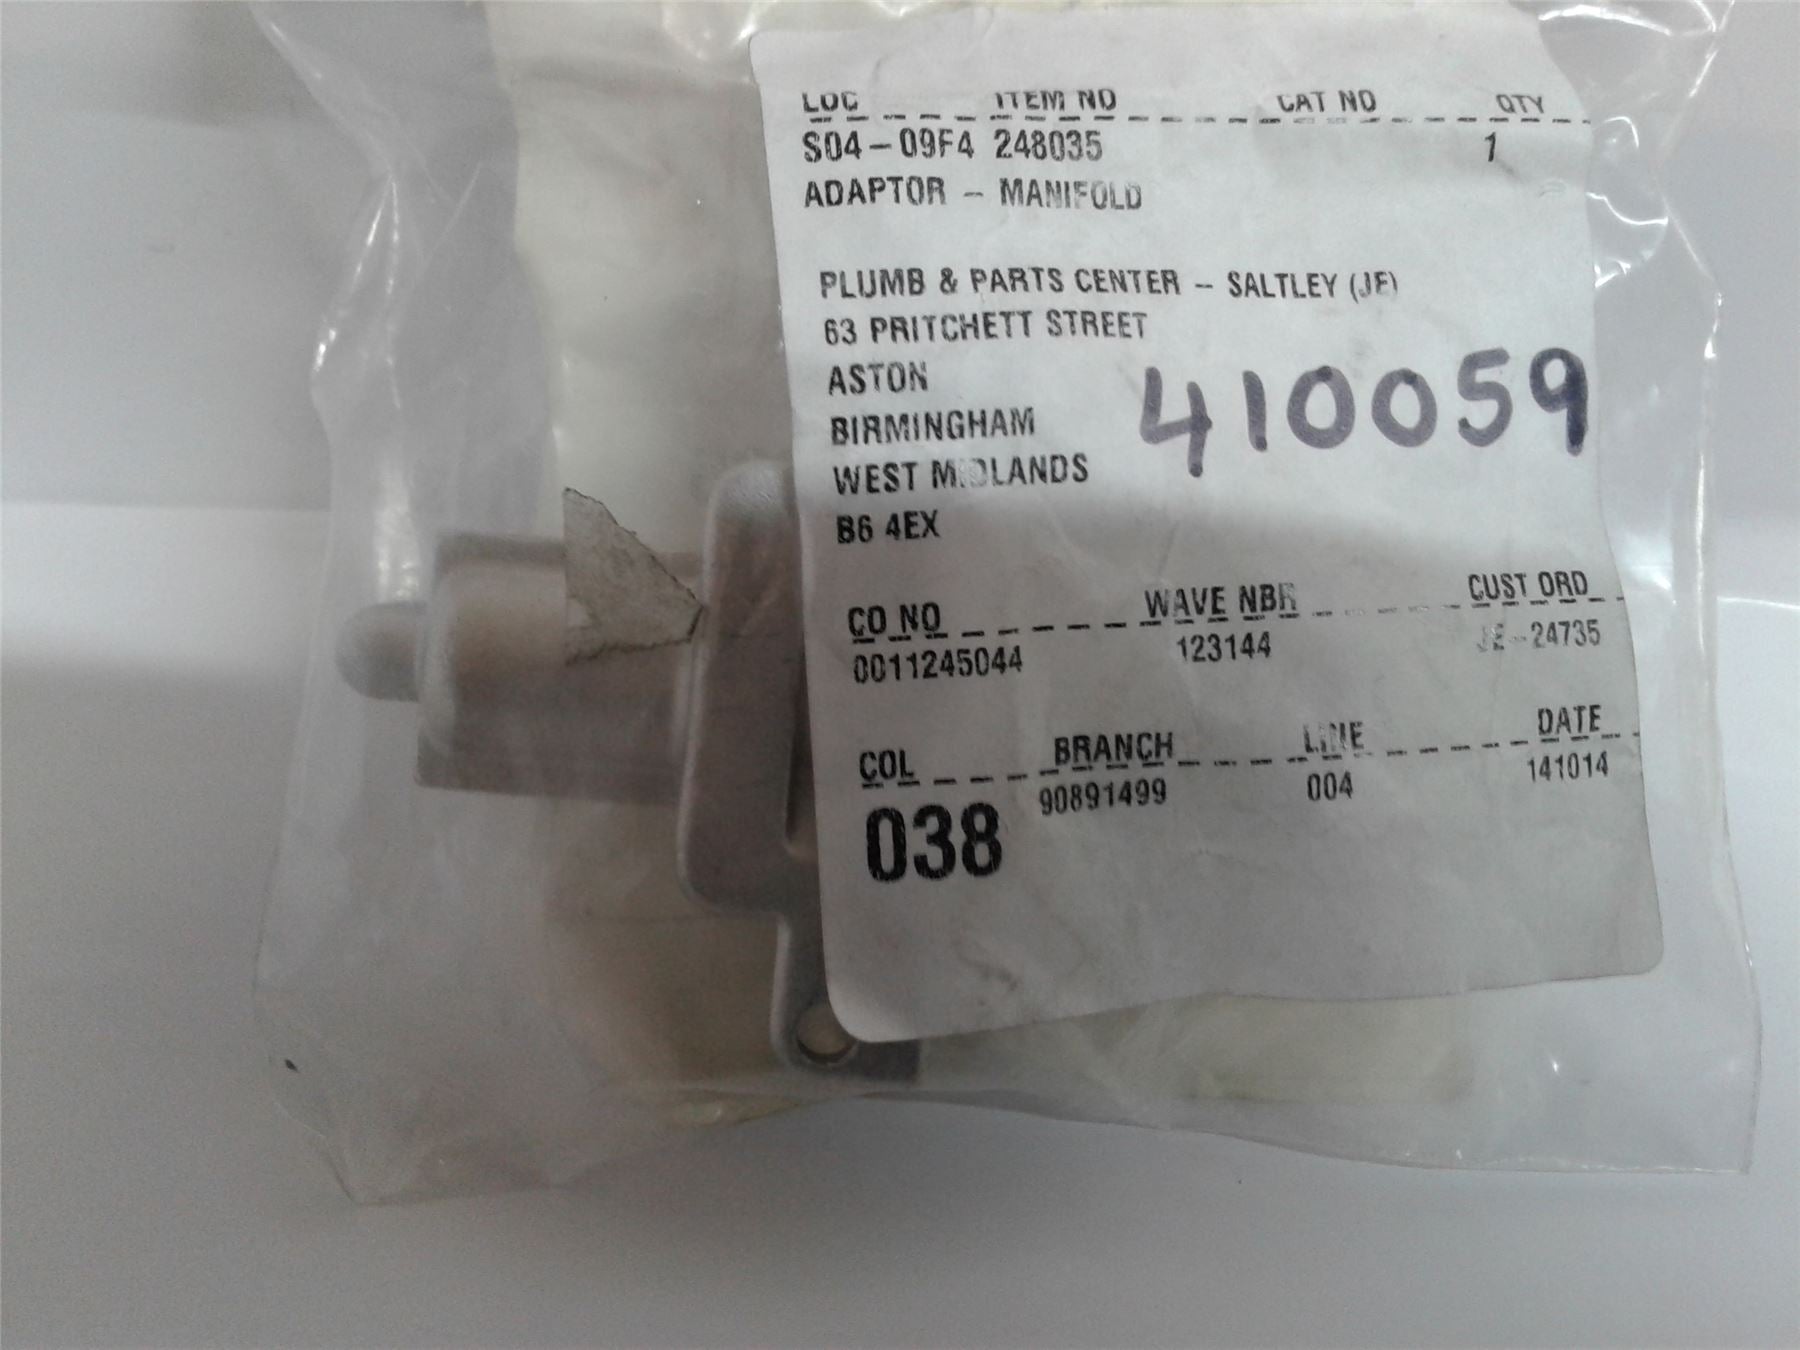 LOC ITEM NO CAT NO QTY
S04-09F4 248035 1
ADAPTOR - MANIFOLD
PLUMB & PARTS CENTER - SALTLEY (JE)
63 PRITCHETT STREET
ASTON
BIRMINGHAM
410059
WEST MIDLANDS
B6 4EX
CO NO WAVE NBR CUST ORD
0011245044 123144 JE-24735
COL BRANCH LINE DATE
90891499 004 141014
038